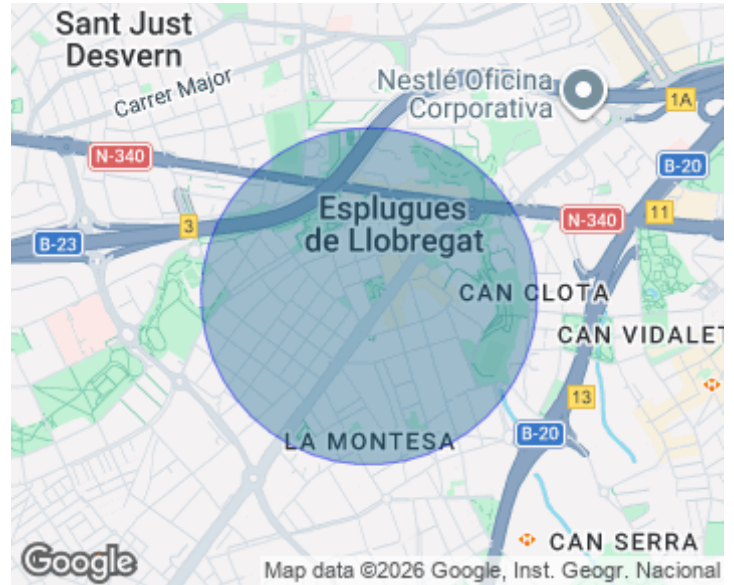 Sant Just
Desvern
Carrer Major
Nestlé Oficina
Corporativa
1A
N-340
B-20
Esplugues
de Llobregat
3
11
N-340
B-23
CAN CLOTA
CAN VIDALET
13
LA MONTESA
B-20
CAN SERRA
Google
Map data ©2026 Google, Inst. Geogr. Nacional